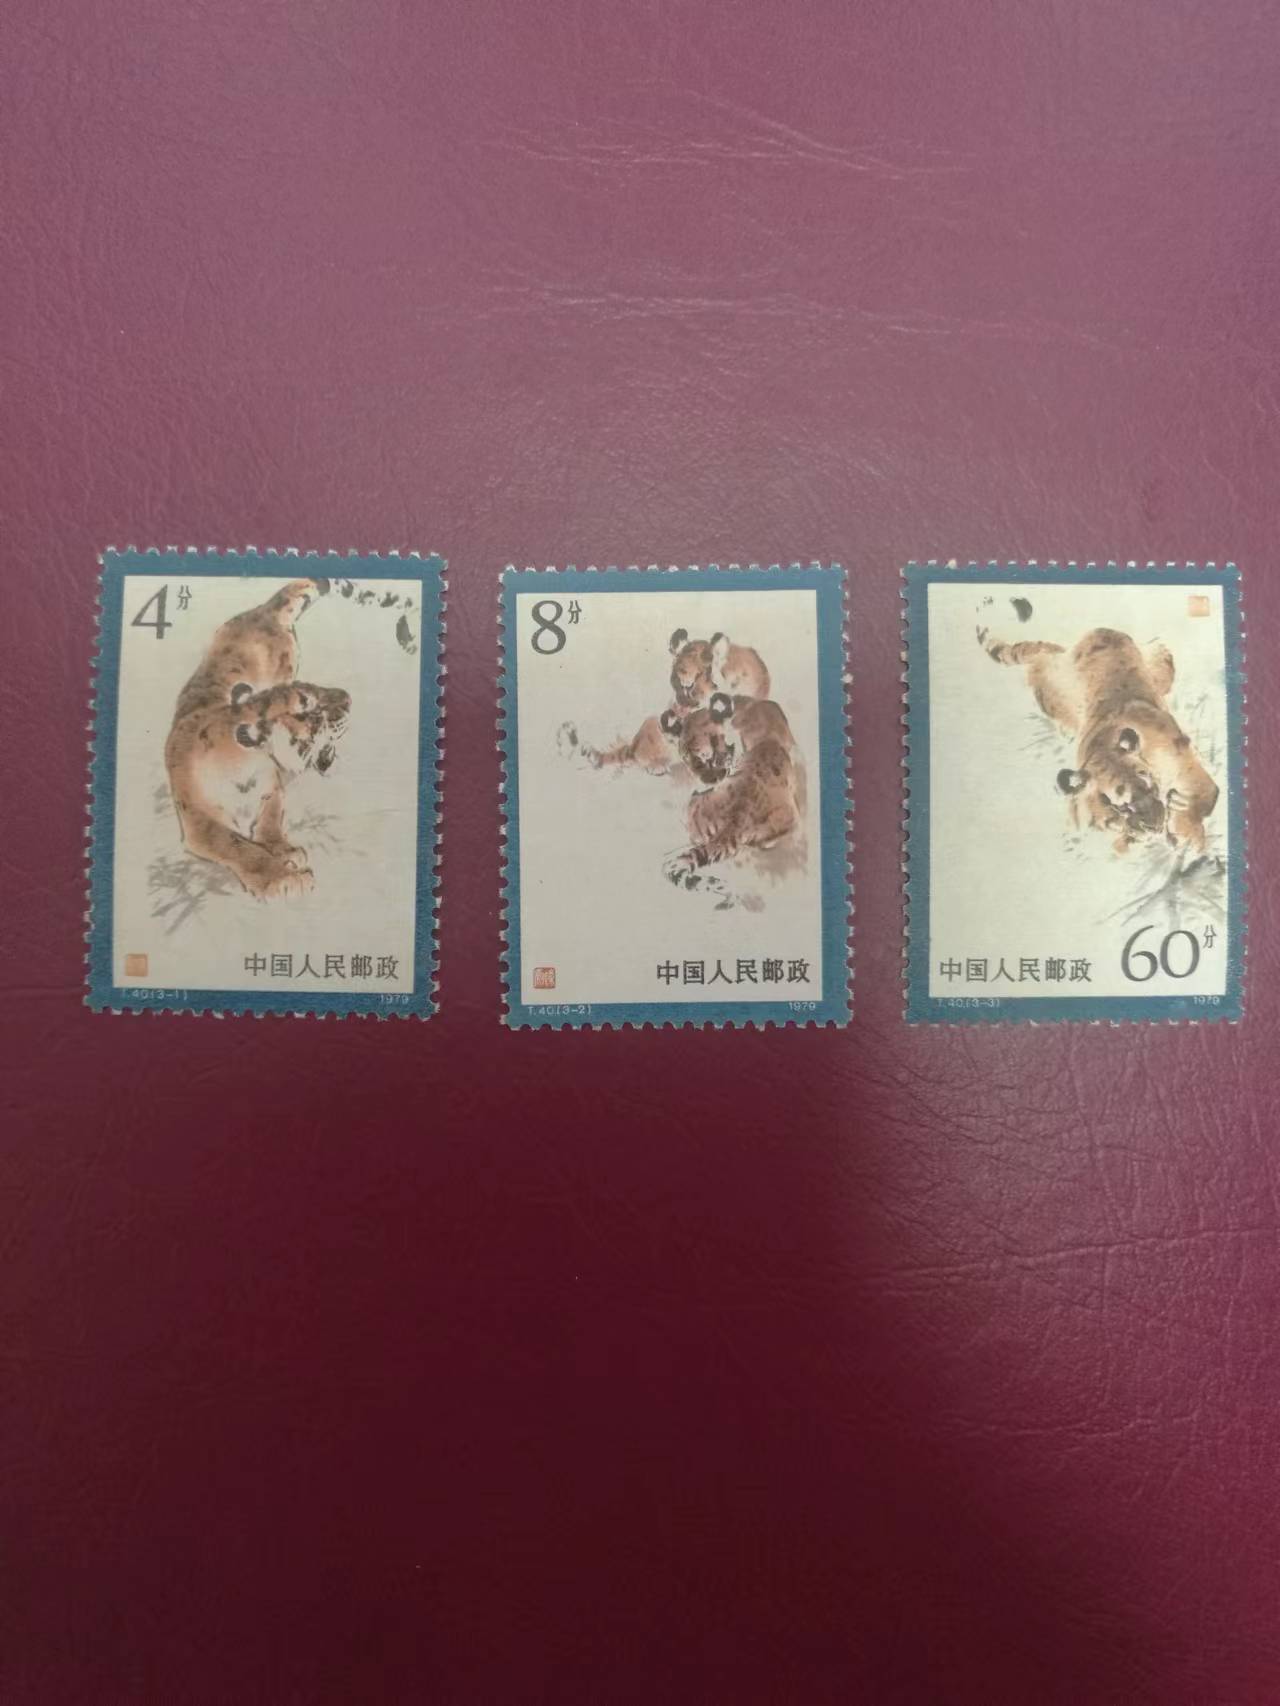 4分
中国人民邮政
T.40(3-1) 1979
8分
中国人民邮政
T.40(3-2) 1979
中国人民邮政 60分
T.40(3-3) 1979